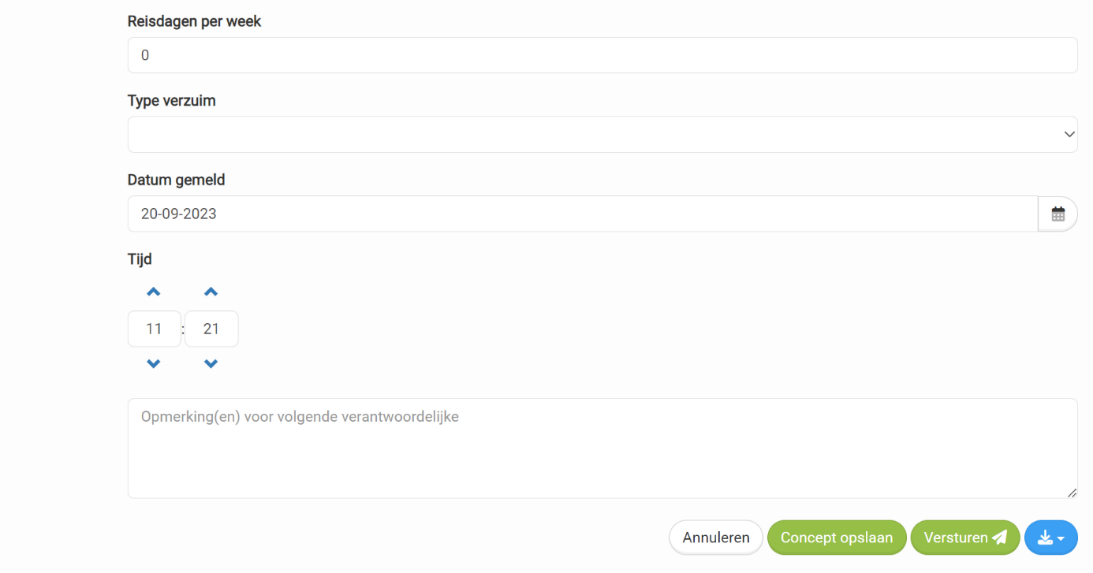 Reisdagen per week
0
Type verzuim
Datum gemeld
20-09-2023
Tijd
11 : 21
Opmerking(en) voor volgende verantwoordelijke
Annuleren Concept opslaan Versturen